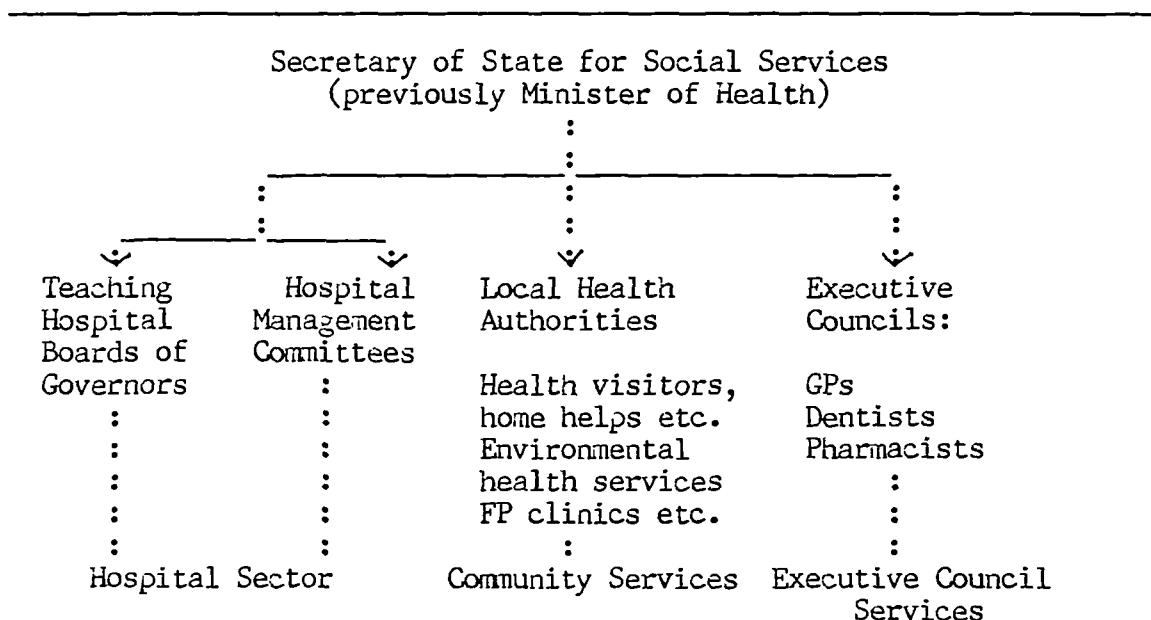 Secretary of State for Social Services
(previously Minister of Health)
Teaching
Hospital
Boards of
Governors
Hospital
Management
Committees
Local Health
Authorities
Health visitors,
home helps etc.
Environmental
health services
FP clinics etc.
Executive
Councils:
GPs
Dentists
Pharmacists
Hospital Sector
Community Services
Executive Council
Services